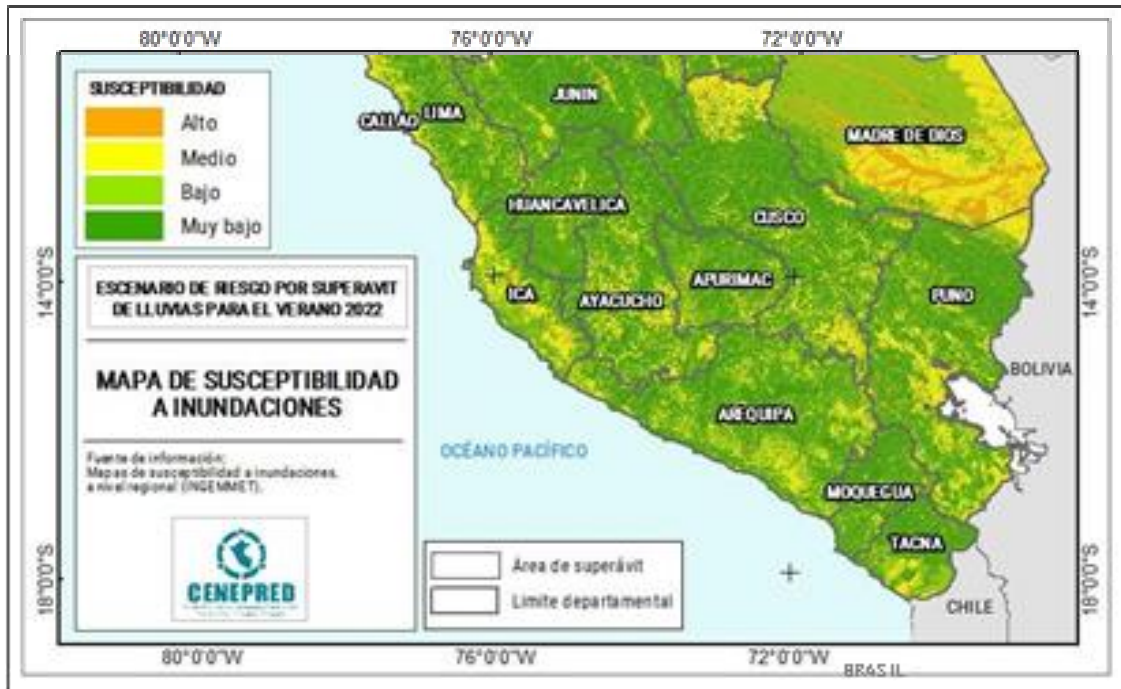 80°0'0"W 76°0'0"W 72°0'0"W
SUSCEPTIBILIDAD
Alto
Medio
Bajo
Muy bajo
JUNIN
LIMA
CALLAO
MADRE DE DIOS
HUANCAVELICA
CUSCO
14°0'0"S
14°0'0"S
ICA
AYACUCHO
APURIMAC
PUNO
ESCENARIO DE RIESGO POR SUPERAVIT
DE LLUVIAS PARA EL VERANO 2022
BOLIVIA
MAPA DE SUSCEPTIBILIDAD
A INUNDACIONES
AREQUIPA
OCÉANO PACÍFICO
Fuente de información:
Mapas de susceptibilidad a inundaciones,
a nivel regional (INGEMMET).
MOQUEGUA
TACNA
CENEPRED
Área de superávit
Limite departamental
18°0'0"S
18°0'0"S
CHILE
80°0'0"W 76°0'0"W 72°0'0"W
BRASIL